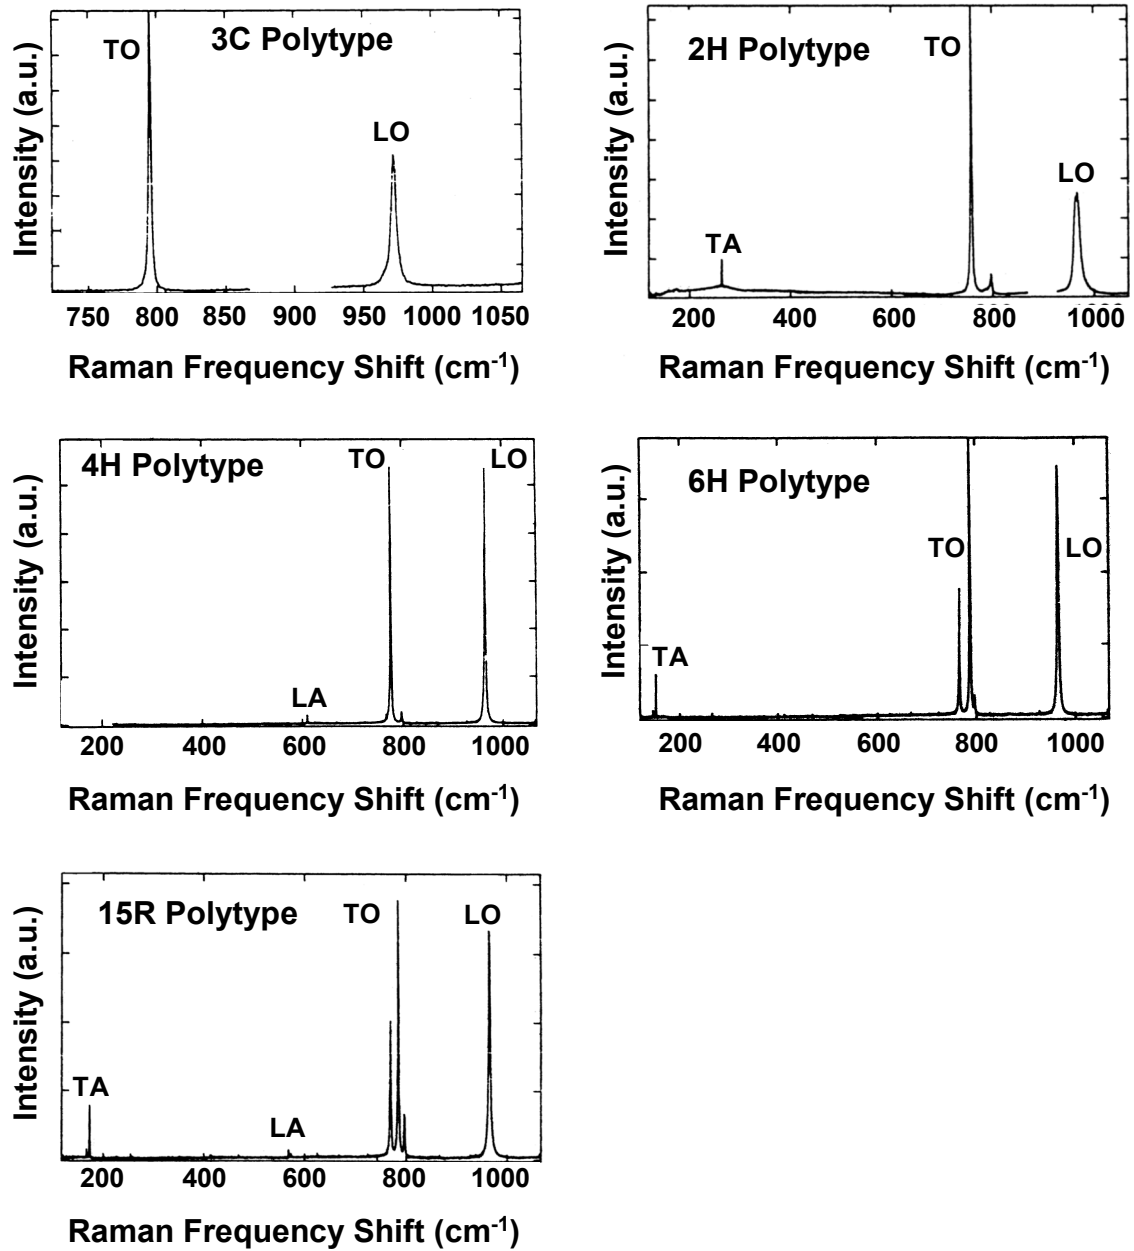 3C Polytype
TO
LO
Intensity (a.u.)
750 800 850 900 950 1000 1050
Raman Frequency Shift (cm⁻¹)
2H Polytype
TO
LO
TA
Intensity (a.u.)
200 400 600 800 1000
Raman Frequency Shift (cm⁻¹)
4H Polytype
TO
LO
LA
Intensity (a.u.)
200 400 600 800 1000
Raman Frequency Shift (cm⁻¹)
6H Polytype
TO
LO
TA
Intensity (a.u.)
200 400 600 800 1000
Raman Frequency Shift (cm⁻¹)
15R Polytype
TO
LO
TA
LA
Intensity (a.u.)
200 400 600 800 1000
Raman Frequency Shift (cm⁻¹)